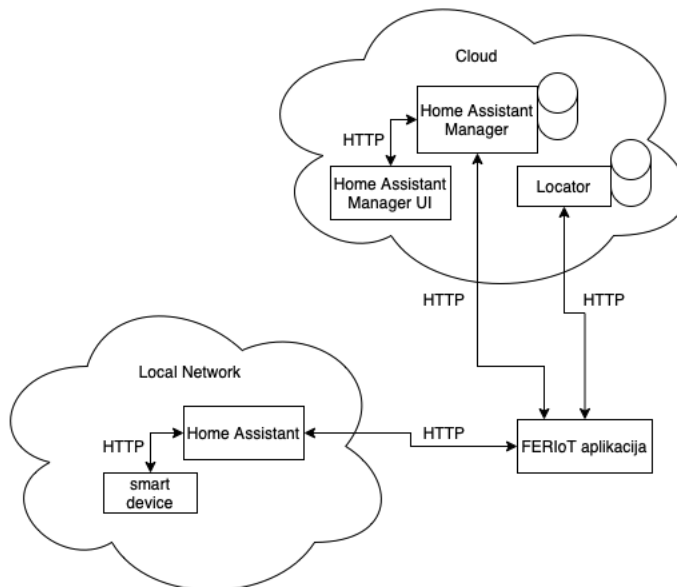 Cloud
Home Assistant
Manager
HTTP
Home Assistant
Manager UI
Locator
HTTP
HTTP
Local Network
Home Assistant
HTTP
FERIoT aplikacija
HTTP
smart
device